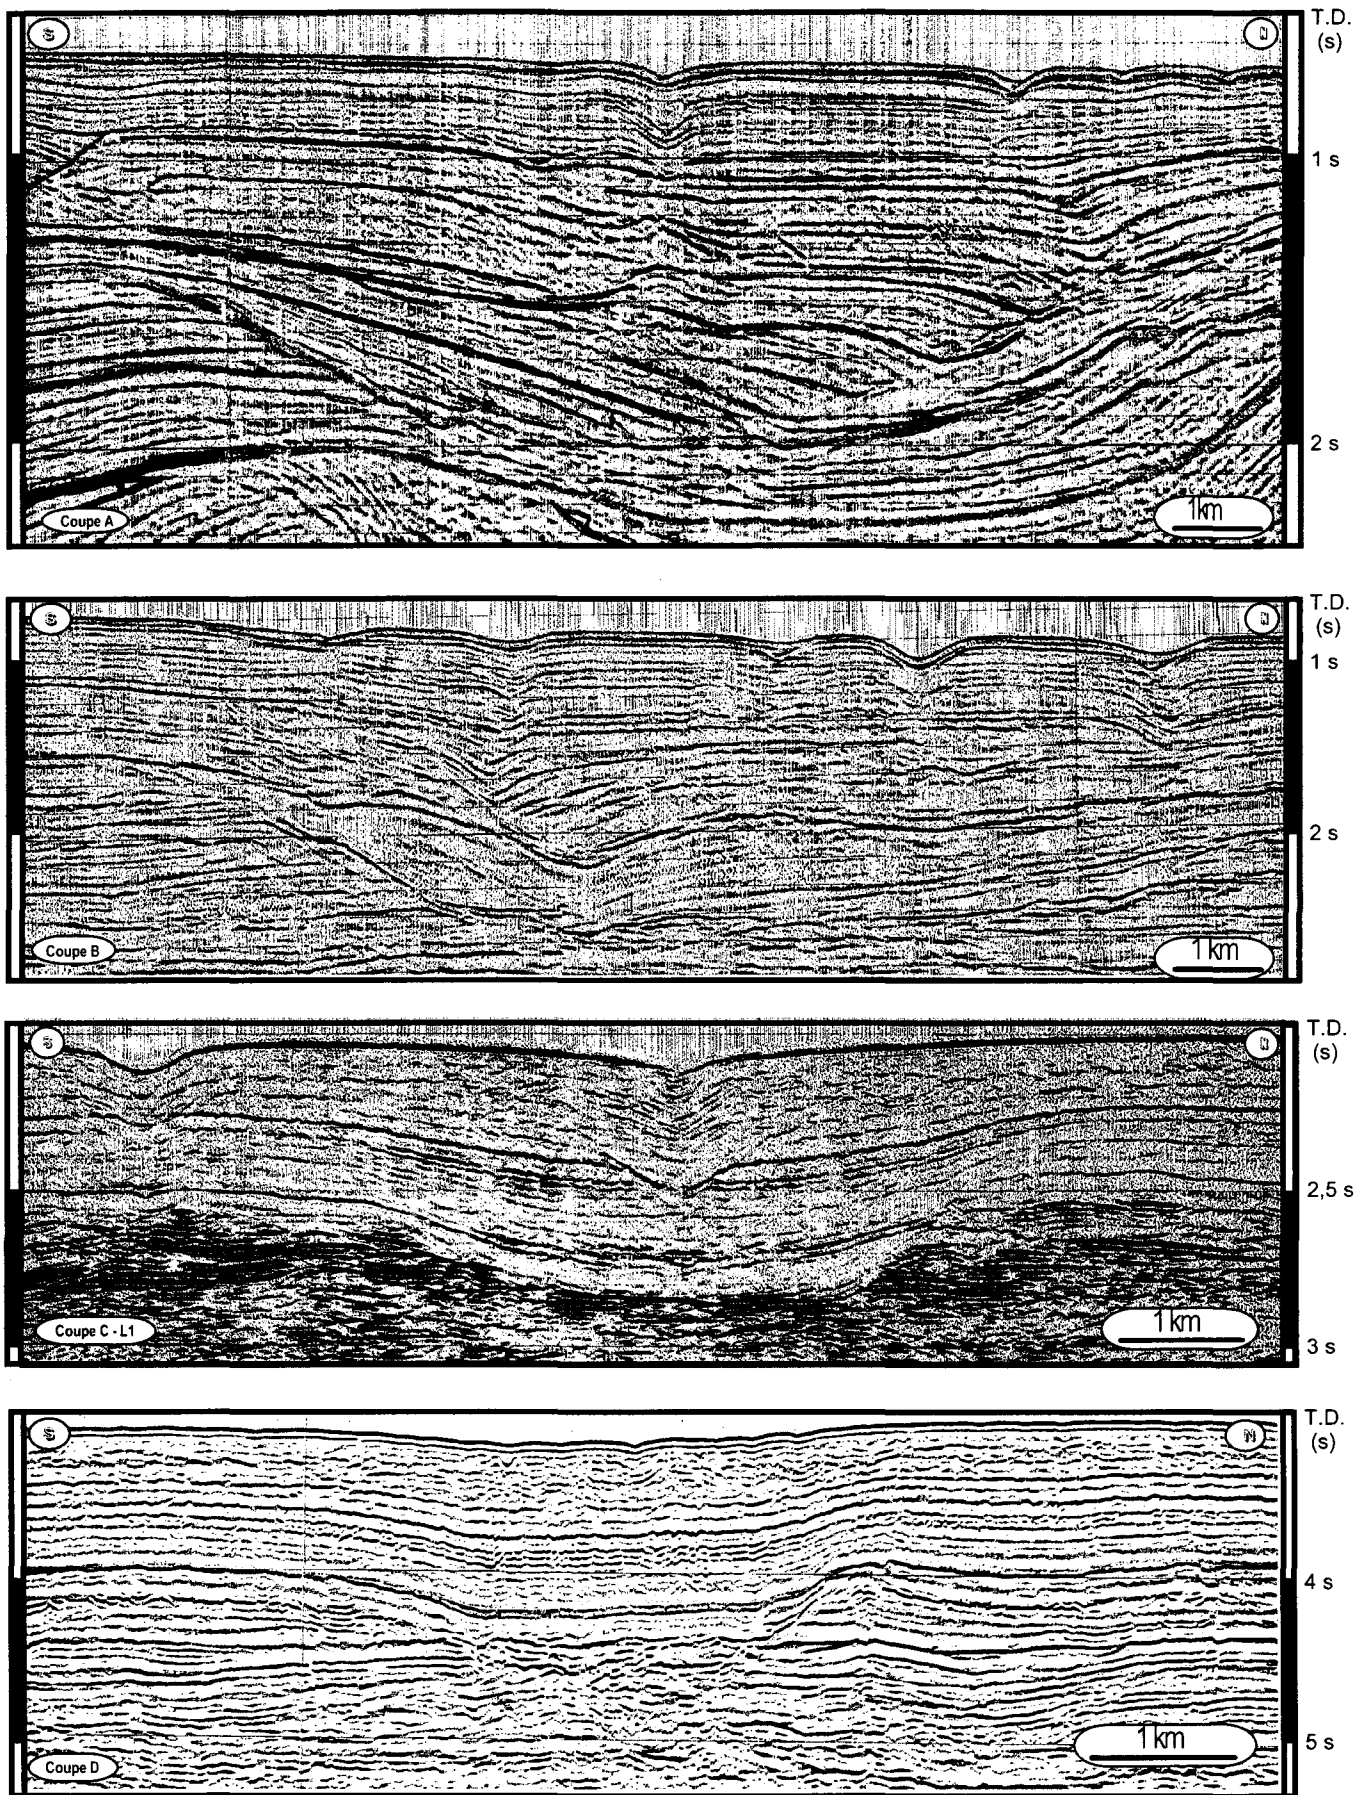 T.D.
(s)
S
N
1 s
2 s
Coupe A
1km
T.D.
(s)
S
N
1 s
2 s
Coupe B
1 km
T.D.
(s)
S
N
2,5 s
Coupe C - L1
1 km
3 s
T.D.
(s)
S
N
4 s
5 s
Coupe D
1 km